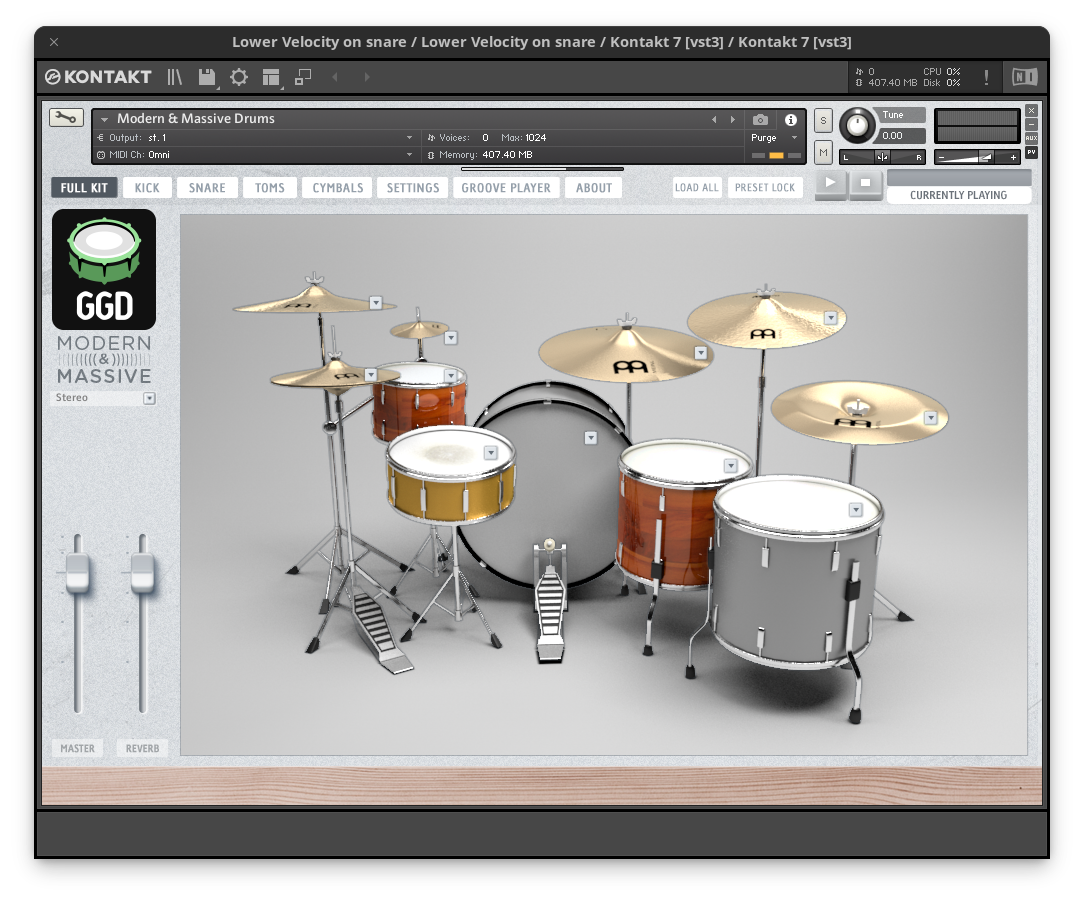 Lower Velocity on snare / Lower Velocity on snare / Kontakt 7 [vst3] / Kontakt 7 [vst3]
KONTAKT
0 CPU 0%
407.40 MB Disk 0%
!
NI
Modern & Massive Drums
Output: st. 1
Voices: 0 Max: 1024
Purge
MIDI Ch: Omni
Memory: 407.40 MB
S
M
Tune
0.00
L R
- +
AUX
PV
FULL KIT KICK SNARE TOMS CYMBALS SETTINGS GROOVE PLAYER ABOUT LOAD ALL PRESET LOCK
CURRENTLY PLAYING
GGD
MODERN
((((((&))))))
MASSIVE
Stereo
MASTER REVERB